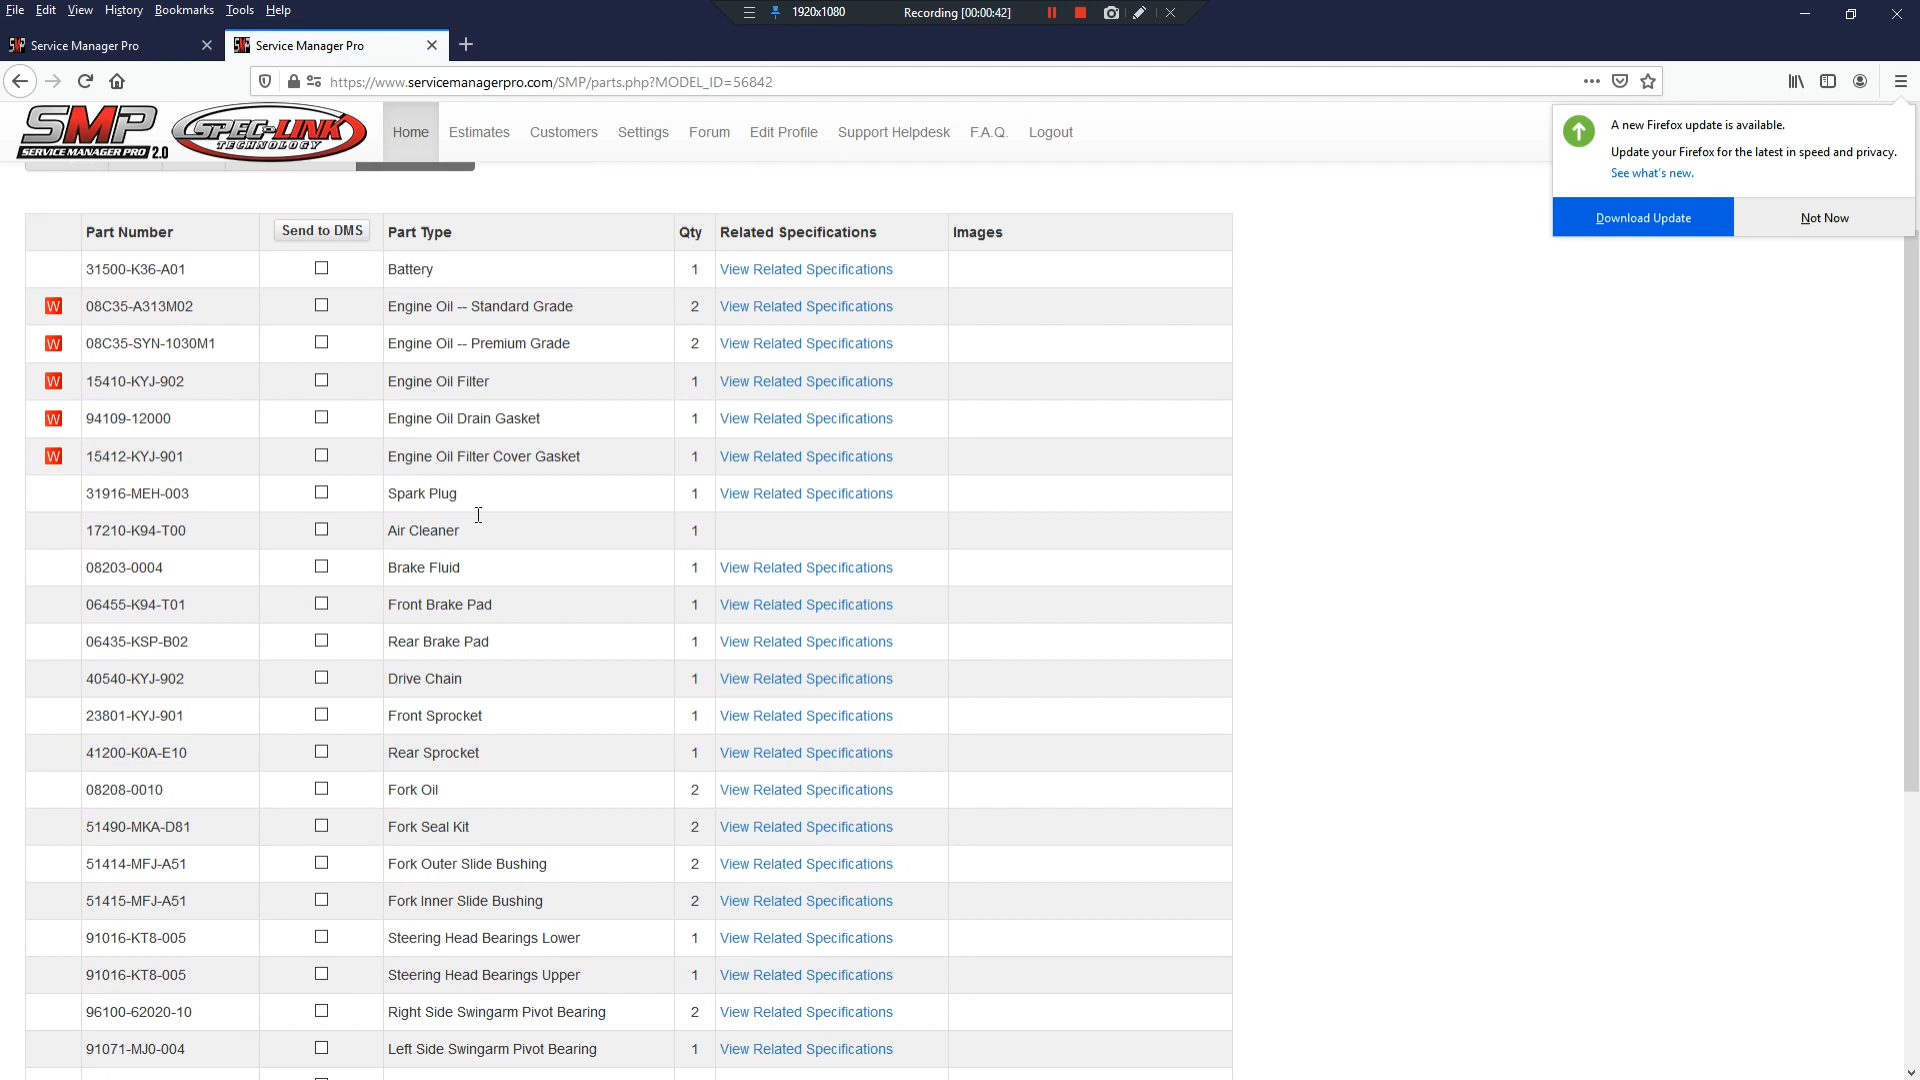 File Edit View History Bookmarks Tools Help
1920x1080 Recording [00:00:42]
Service Manager Pro
Service Manager Pro
https://www.servicemanagerpro.com/SMP/parts.php?MODEL_ID=56842
SMP
SERVICE MANAGER PRO 2.0
SPEC-LINK
TECHNOLOGY
Home Estimates Customers Settings Forum Edit Profile Support Helpdesk F.A.Q. Logout
A new Firefox update is available.
Update your Firefox for the latest in speed and privacy.
See what's new.
Download Update Not Now
Part Number Send to DMS Part Type Qty Related Specifications Images
31500-K36-A01 Battery 1 View Related Specifications
W 08C35-A313M02 Engine Oil -- Standard Grade 2 View Related Specifications
W 08C35-SYN-1030M1 Engine Oil -- Premium Grade 2 View Related Specifications
W 15410-KYJ-902 Engine Oil Filter 1 View Related Specifications
W 94109-12000 Engine Oil Drain Gasket 1 View Related Specifications
W 15412-KYJ-901 Engine Oil Filter Cover Gasket 1 View Related Specifications
31916-MEH-003 Spark Plug 1 View Related Specifications
17210-K94-T00 Air Cleaner 1
08203-0004 Brake Fluid 1 View Related Specifications
06455-K94-T01 Front Brake Pad 1 View Related Specifications
06435-KSP-B02 Rear Brake Pad 1 View Related Specifications
40540-KYJ-902 Drive Chain 1 View Related Specifications
23801-KYJ-901 Front Sprocket 1 View Related Specifications
41200-K0A-E10 Rear Sprocket 1 View Related Specifications
08208-0010 Fork Oil 2 View Related Specifications
51490-MKA-D81 Fork Seal Kit 2 View Related Specifications
51414-MFJ-A51 Fork Outer Slide Bushing 2 View Related Specifications
51415-MFJ-A51 Fork Inner Slide Bushing 2 View Related Specifications
91016-KT8-005 Steering Head Bearings Lower 1 View Related Specifications
91016-KT8-005 Steering Head Bearings Upper 1 View Related Specifications
96100-62020-10 Right Side Swingarm Pivot Bearing 2 View Related Specifications
91071-MJ0-004 Left Side Swingarm Pivot Bearing 1 View Related Specifications